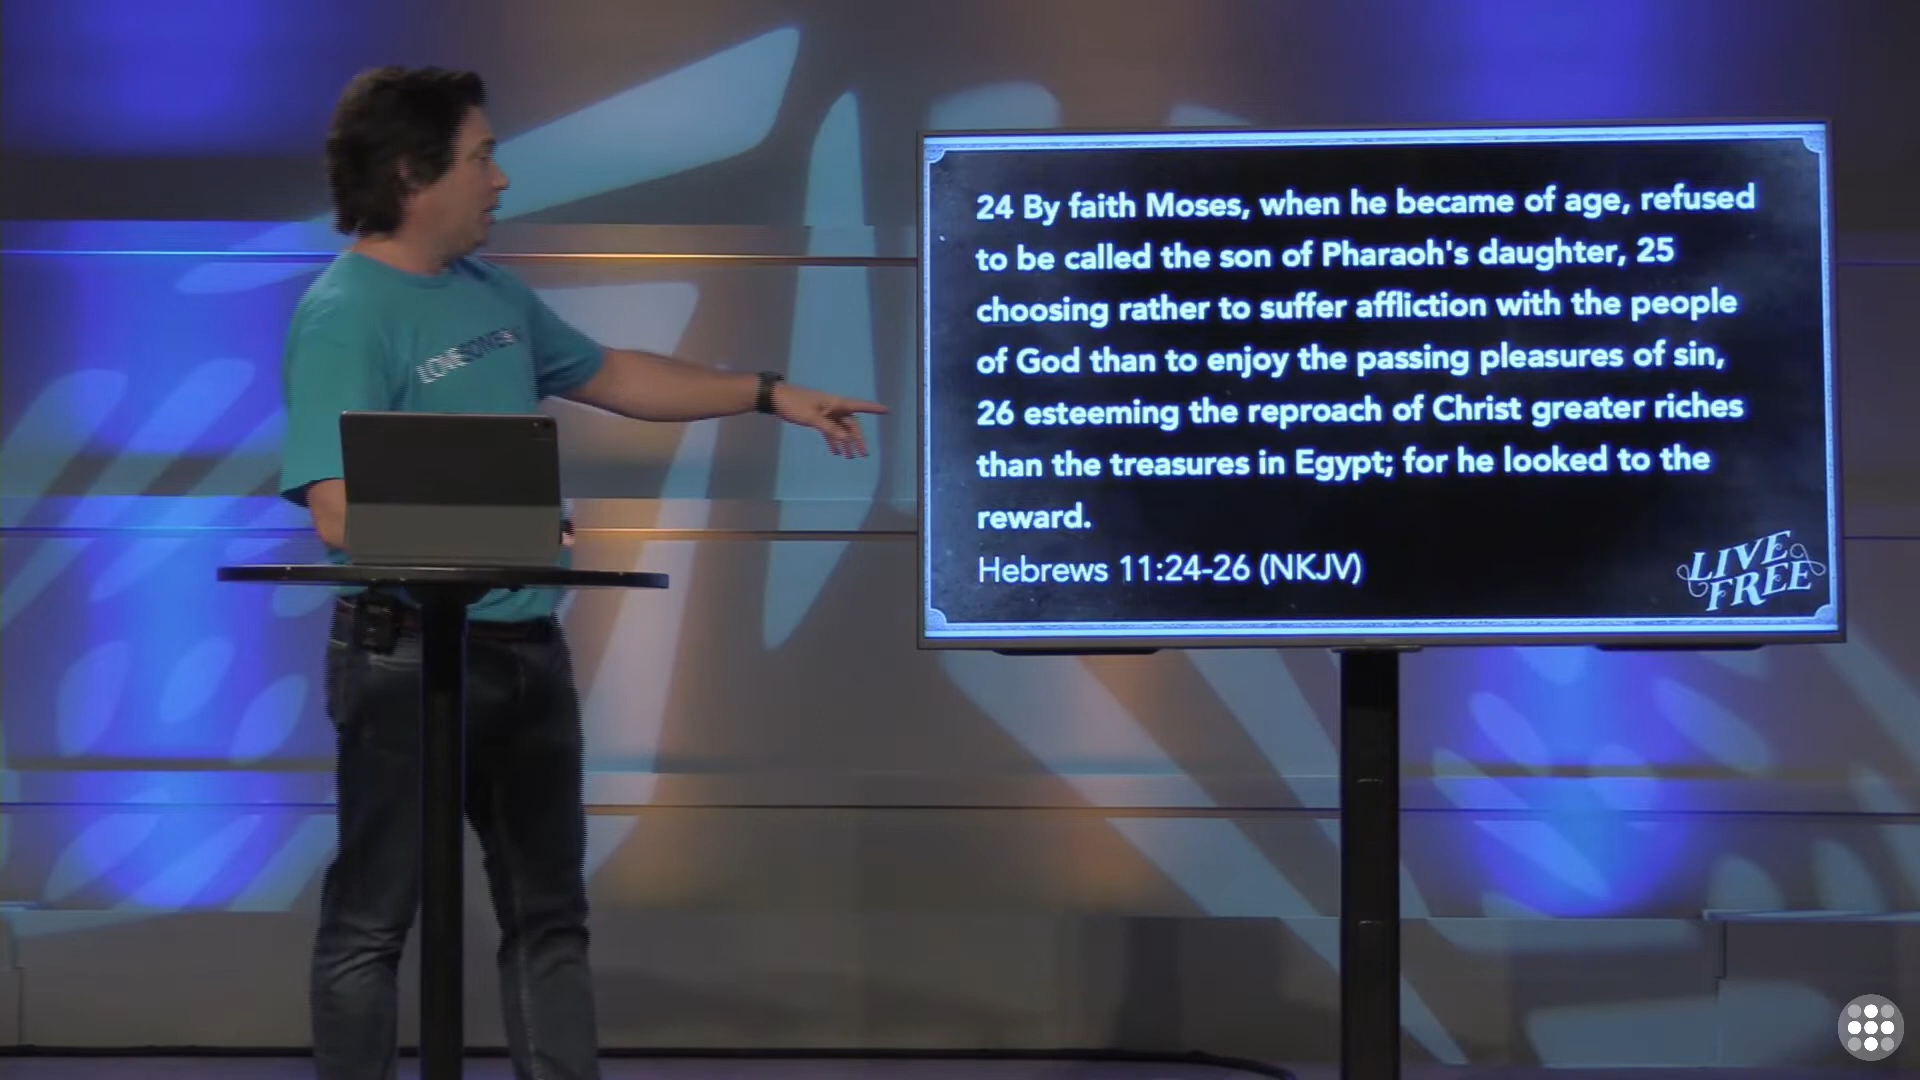 24 By faith Moses, when he became of age, refused
to be called the son of Pharaoh's daughter, 25
choosing rather to suffer affliction with the people
of God than to enjoy the passing pleasures of sin,
26 esteeming the reproach of Christ greater riches
than the treasures in Egypt; for he looked to the
reward.
Hebrews 11:24-26 (NKJV)
LIVE
FREE